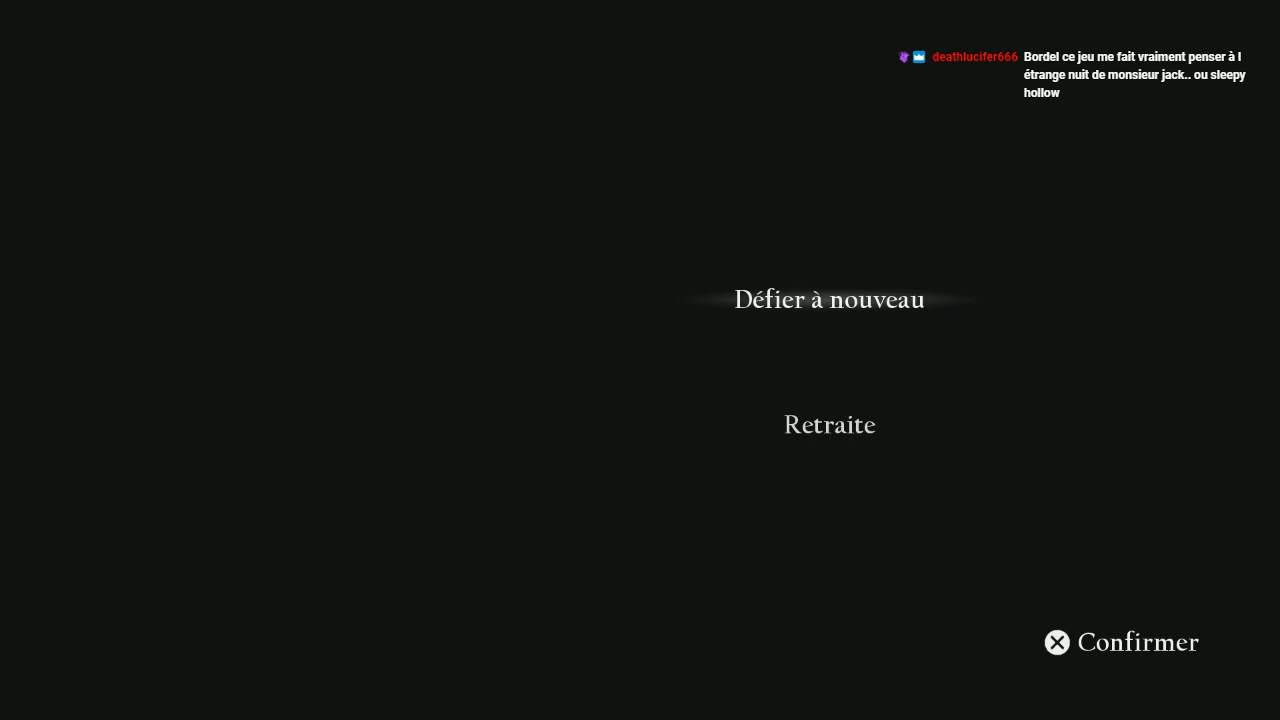 deathlucifer666 Bordel ce jeu me fait vraiment penser à l
étrange nuit de monsieur jack.. ou sleepy
hollow
Défier à nouveau
Retraite
Confirmer